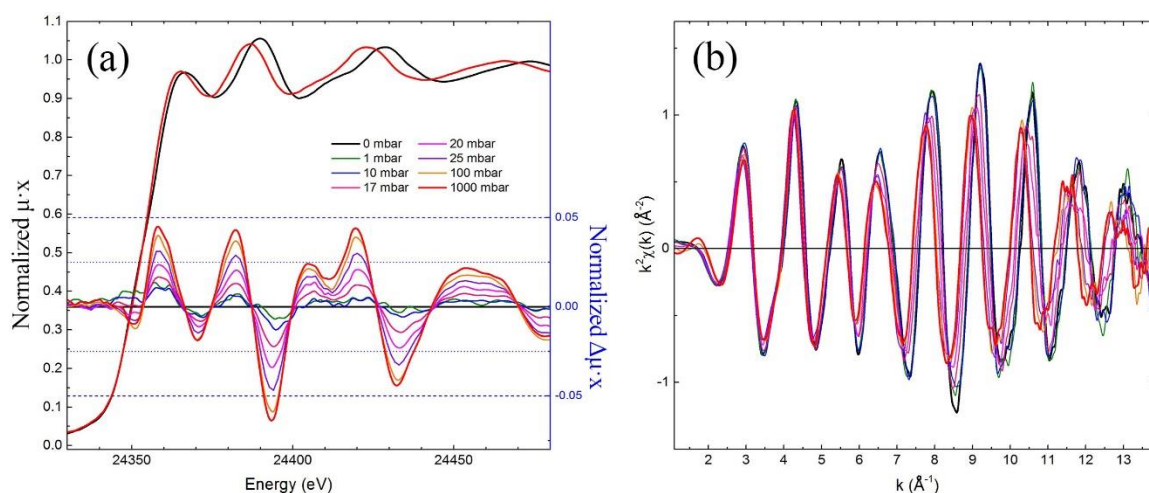 (a)
1.1
1.0
0.9
0.8
0.7
0.6
0.5
0.4
0.3
0.2
0.1
0.0
Normalized μ·x
0 mbar
1 mbar
10 mbar
17 mbar
20 mbar
25 mbar
100 mbar
1000 mbar
0.05
0.00
-0.05
Normalized Δμ·x
24350
24400
24450
Energy (eV)
(b)
1
0
-1
k²χ(k) (Å⁻²)
2 3 4 5 6 7 8 9 10 11 12 13
k (Å⁻¹)